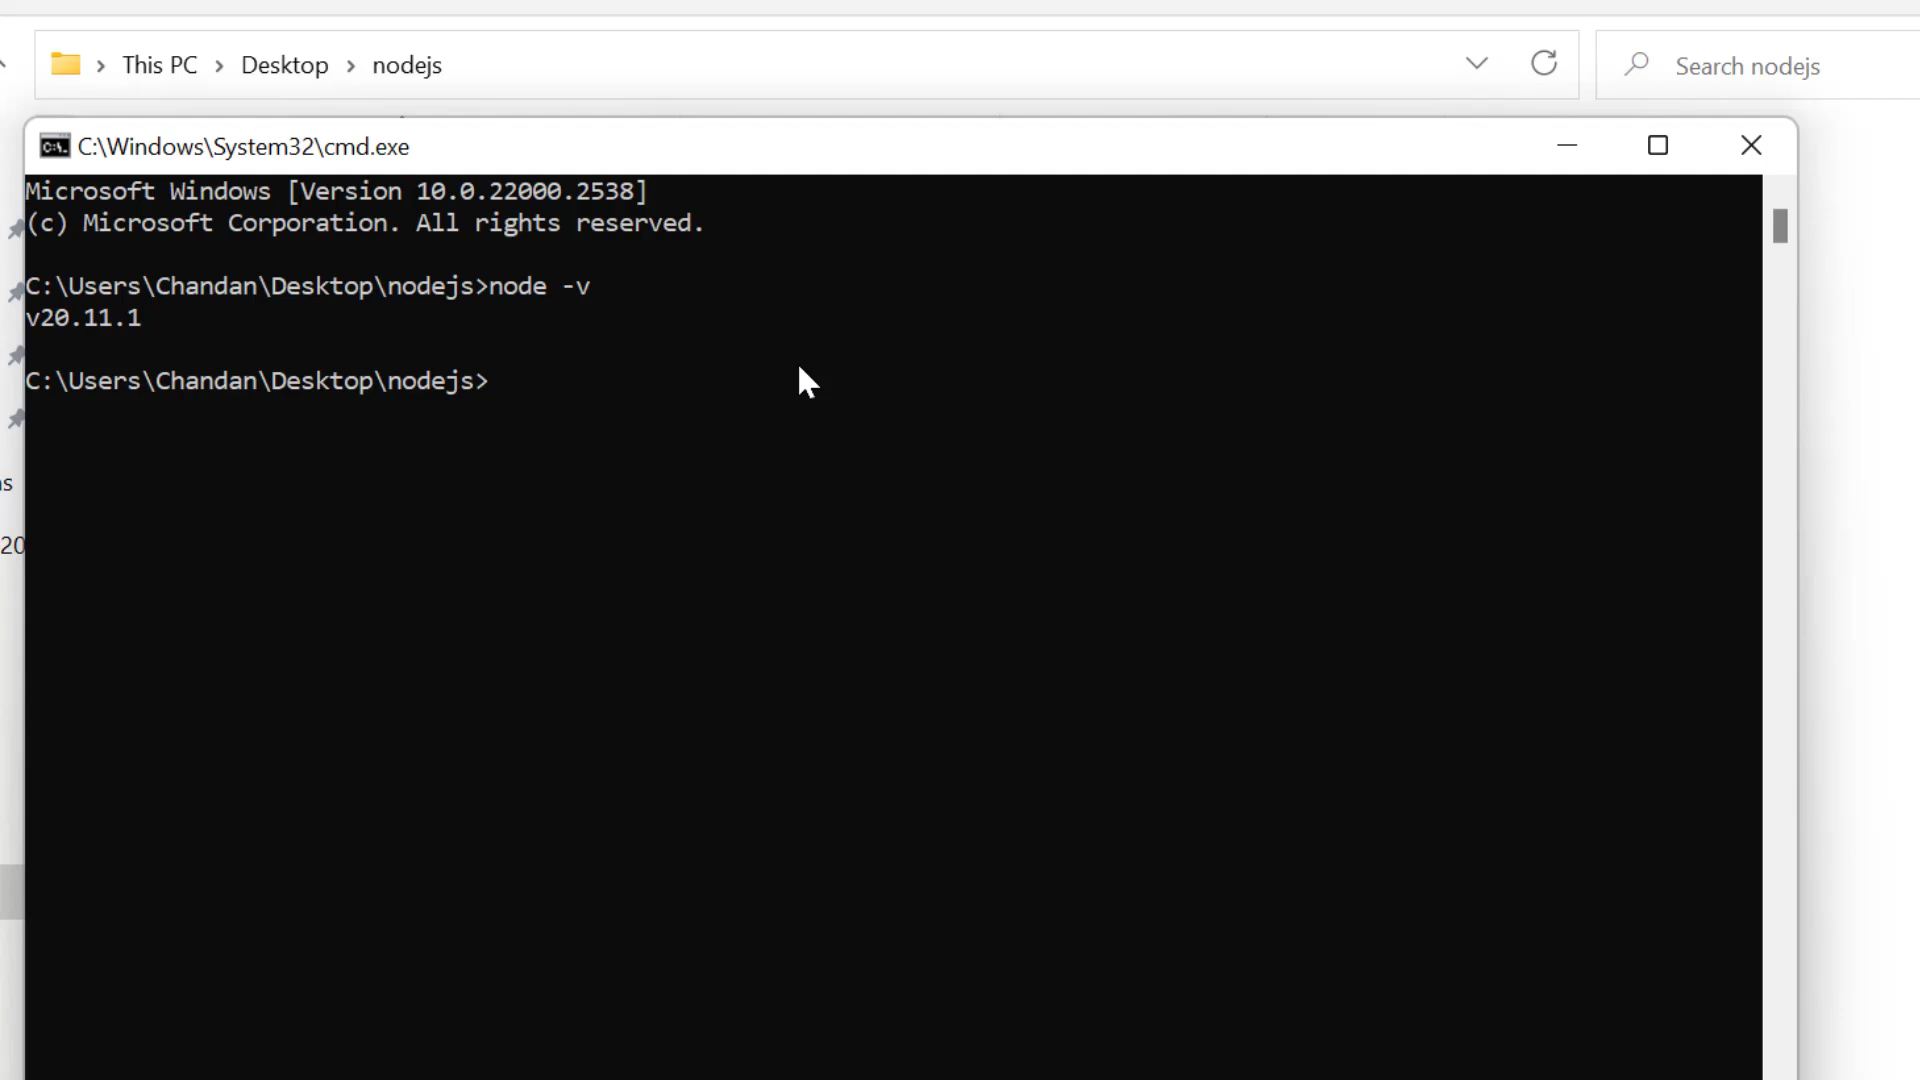 This PC > Desktop > nodejs
Search nodejs
C:\Windows\System32\cmd.exe
Microsoft Windows [Version 10.0.22000.2538]
(c) Microsoft Corporation. All rights reserved.
C:\Users\Chandan\Desktop\nodejs>node -v
v20.11.1
C:\Users\Chandan\Desktop\nodejs>
20